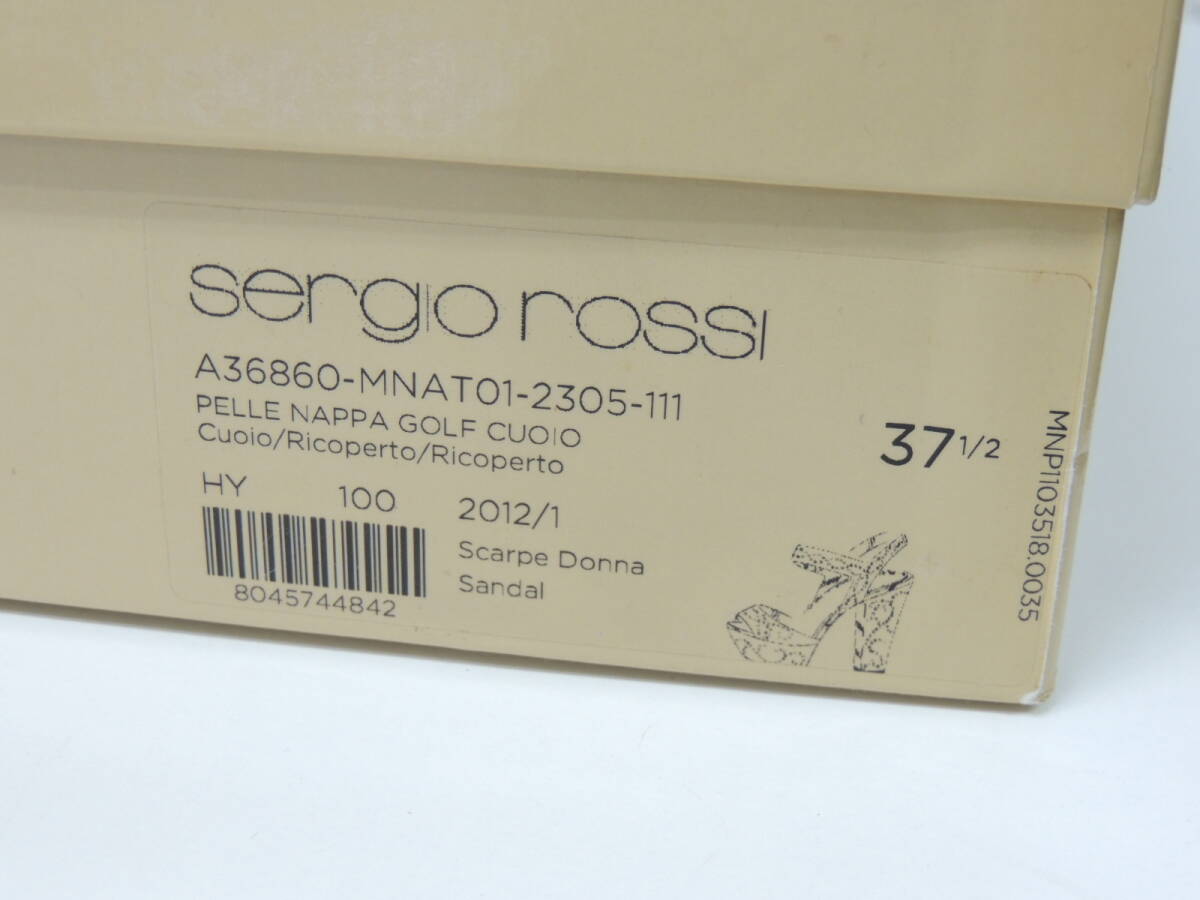 sergio rossi
A36860-MNAT01-2305-111
PELLE NAPPA GOLF CUOIO
Cuoio/Ricoperto/Ricoperto
37 1/2
HY 100 2012/1
Scarpe Donna
Sandal
8045744842
MNP1103518.0035